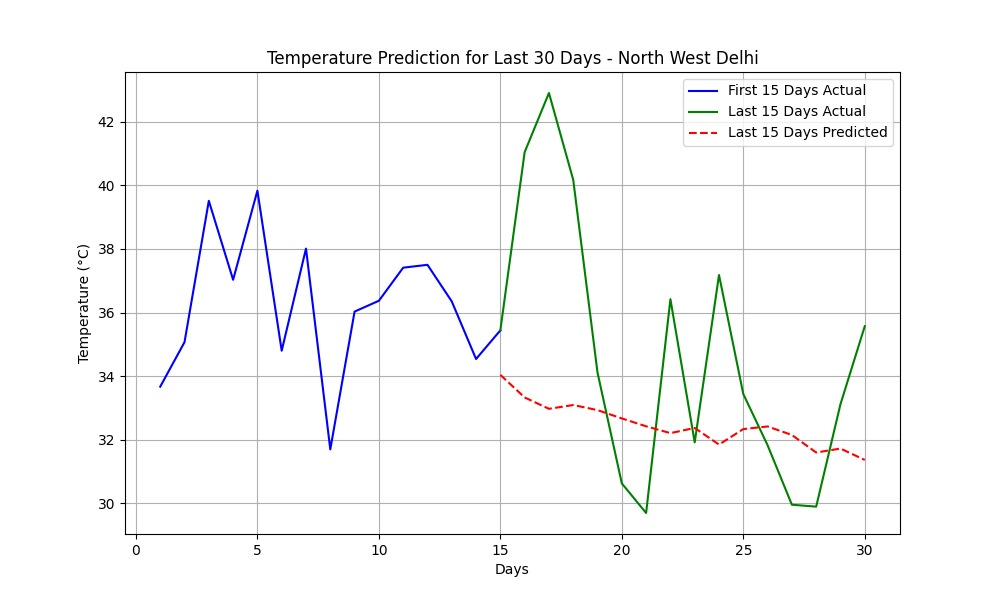 Temperature Prediction for Last 30 Days - North West Delhi
First 15 Days Actual
Last 15 Days Actual
Last 15 Days Predicted
Temperature (°C)
42
40
38
36
34
32
30
0 5 10 15 20 25 30
Days